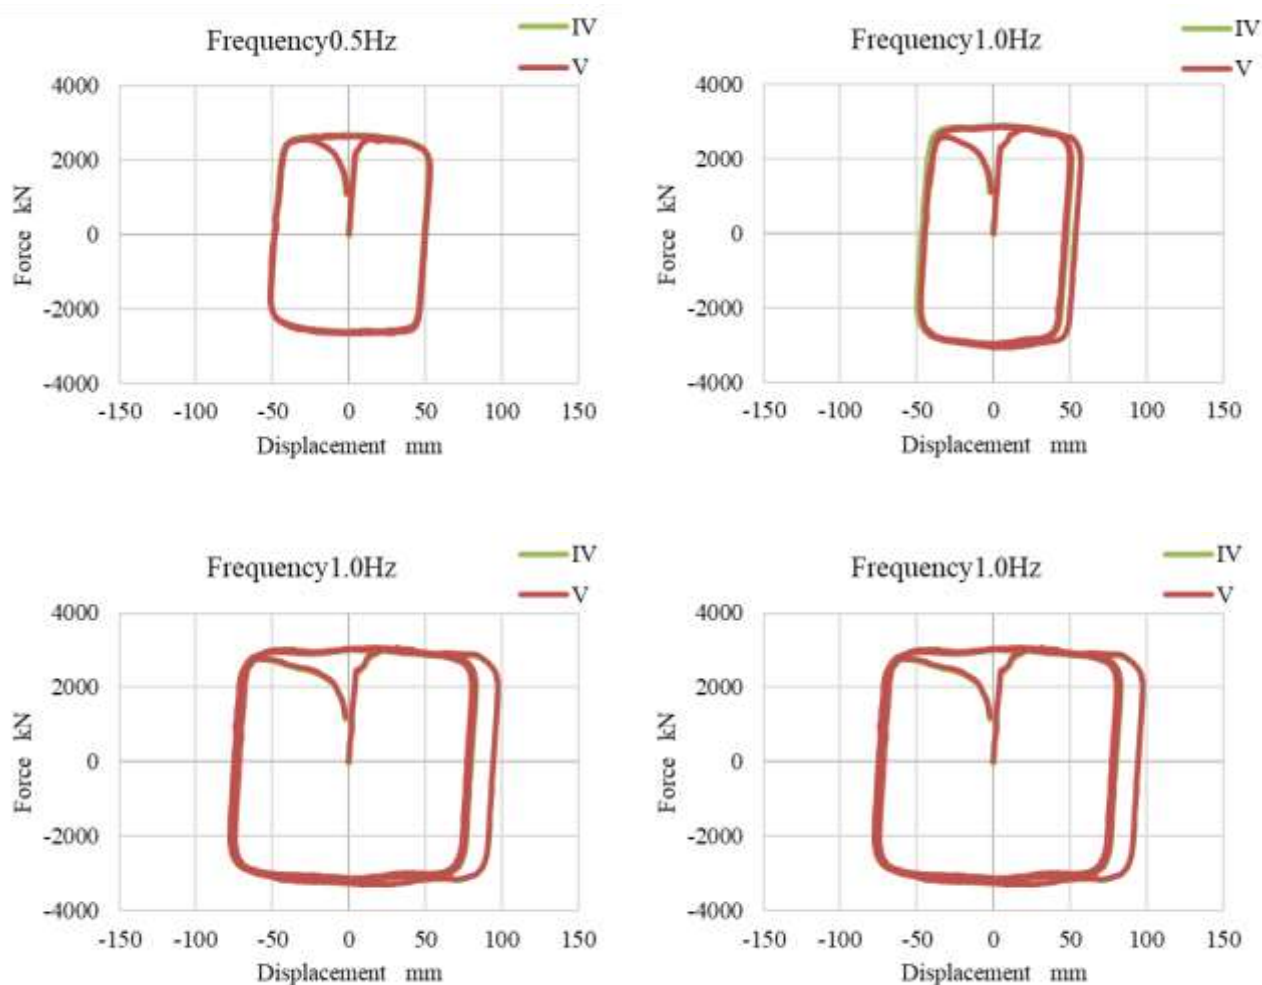 Frequency0.5Hz
IV
V
4000
2000
0
-2000
-4000
Force kN
-150 -100 -50 0 50 100 150
Displacement mm
Frequency1.0Hz
IV
V
4000
2000
0
-2000
-4000
Force kN
-150 -100 -50 0 50 100 150
Displacement mm
Frequency1.0Hz
IV
V
4000
2000
0
-2000
-4000
Force kN
-150 -100 -50 0 50 100 150
Displacement mm
Frequency1.0Hz
IV
V
4000
2000
0
-2000
-4000
Force kN
-150 -100 -50 0 50 100 150
Displacement mm